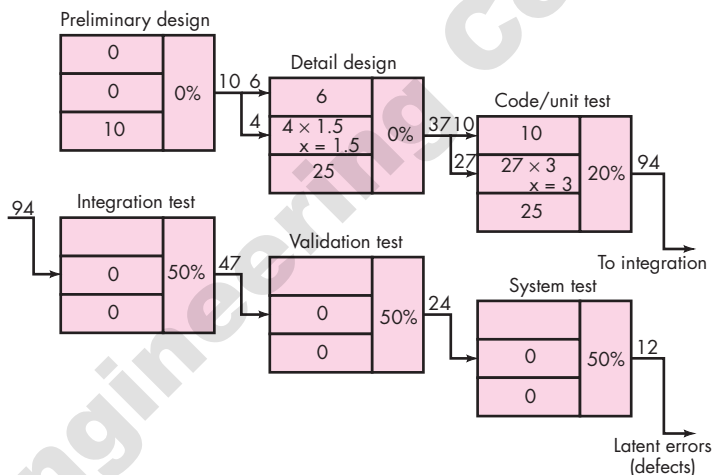 Preliminary design
0
0
10
0%
10
6
4
Detail design
6
4 × 1.5
x = 1.5
25
0%
37
10
27
Code/unit test
10
27 × 3
x = 3
25
20%
94
To integration
94
Integration test
0
0
50%
47
Validation test
0
0
50%
24
System test
0
0
50%
12
Latent errors
(defects)
ngineering Co